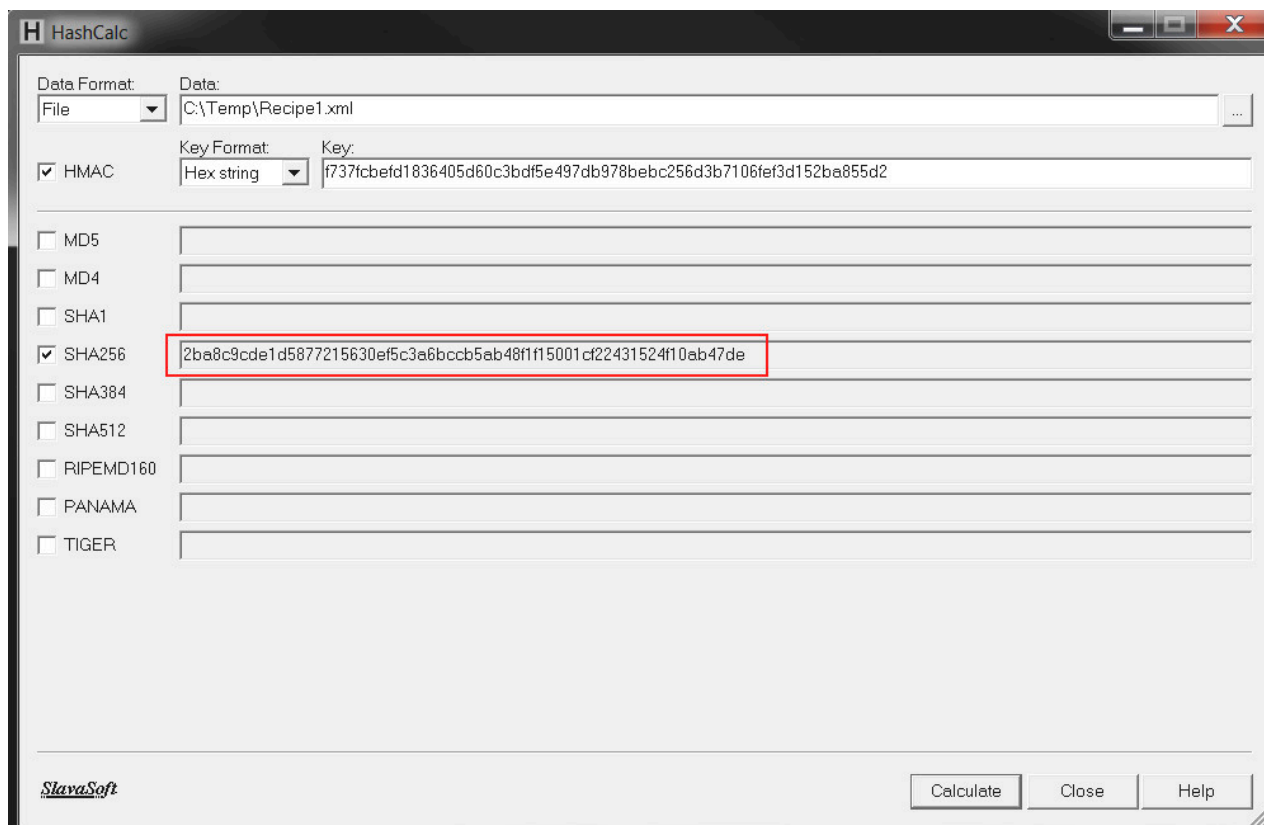 H HashCalc
Data Format: Data:
File C:\Temp\Recipe1.xml ...
Key Format: Key:
HMAC Hex string f737fcbefd1836405d60c3bdf5e497db978bebc256d3b7106fef3d152ba855d2
MD5
MD4
SHA1
SHA256 2ba8c9cde1d5877215630ef5c3a6bccb5ab48f1f15001cf22431524f10ab47de
SHA384
SHA512
RIPEMD160
PANAMA
TIGER
SlavaSoft Calculate Close Help